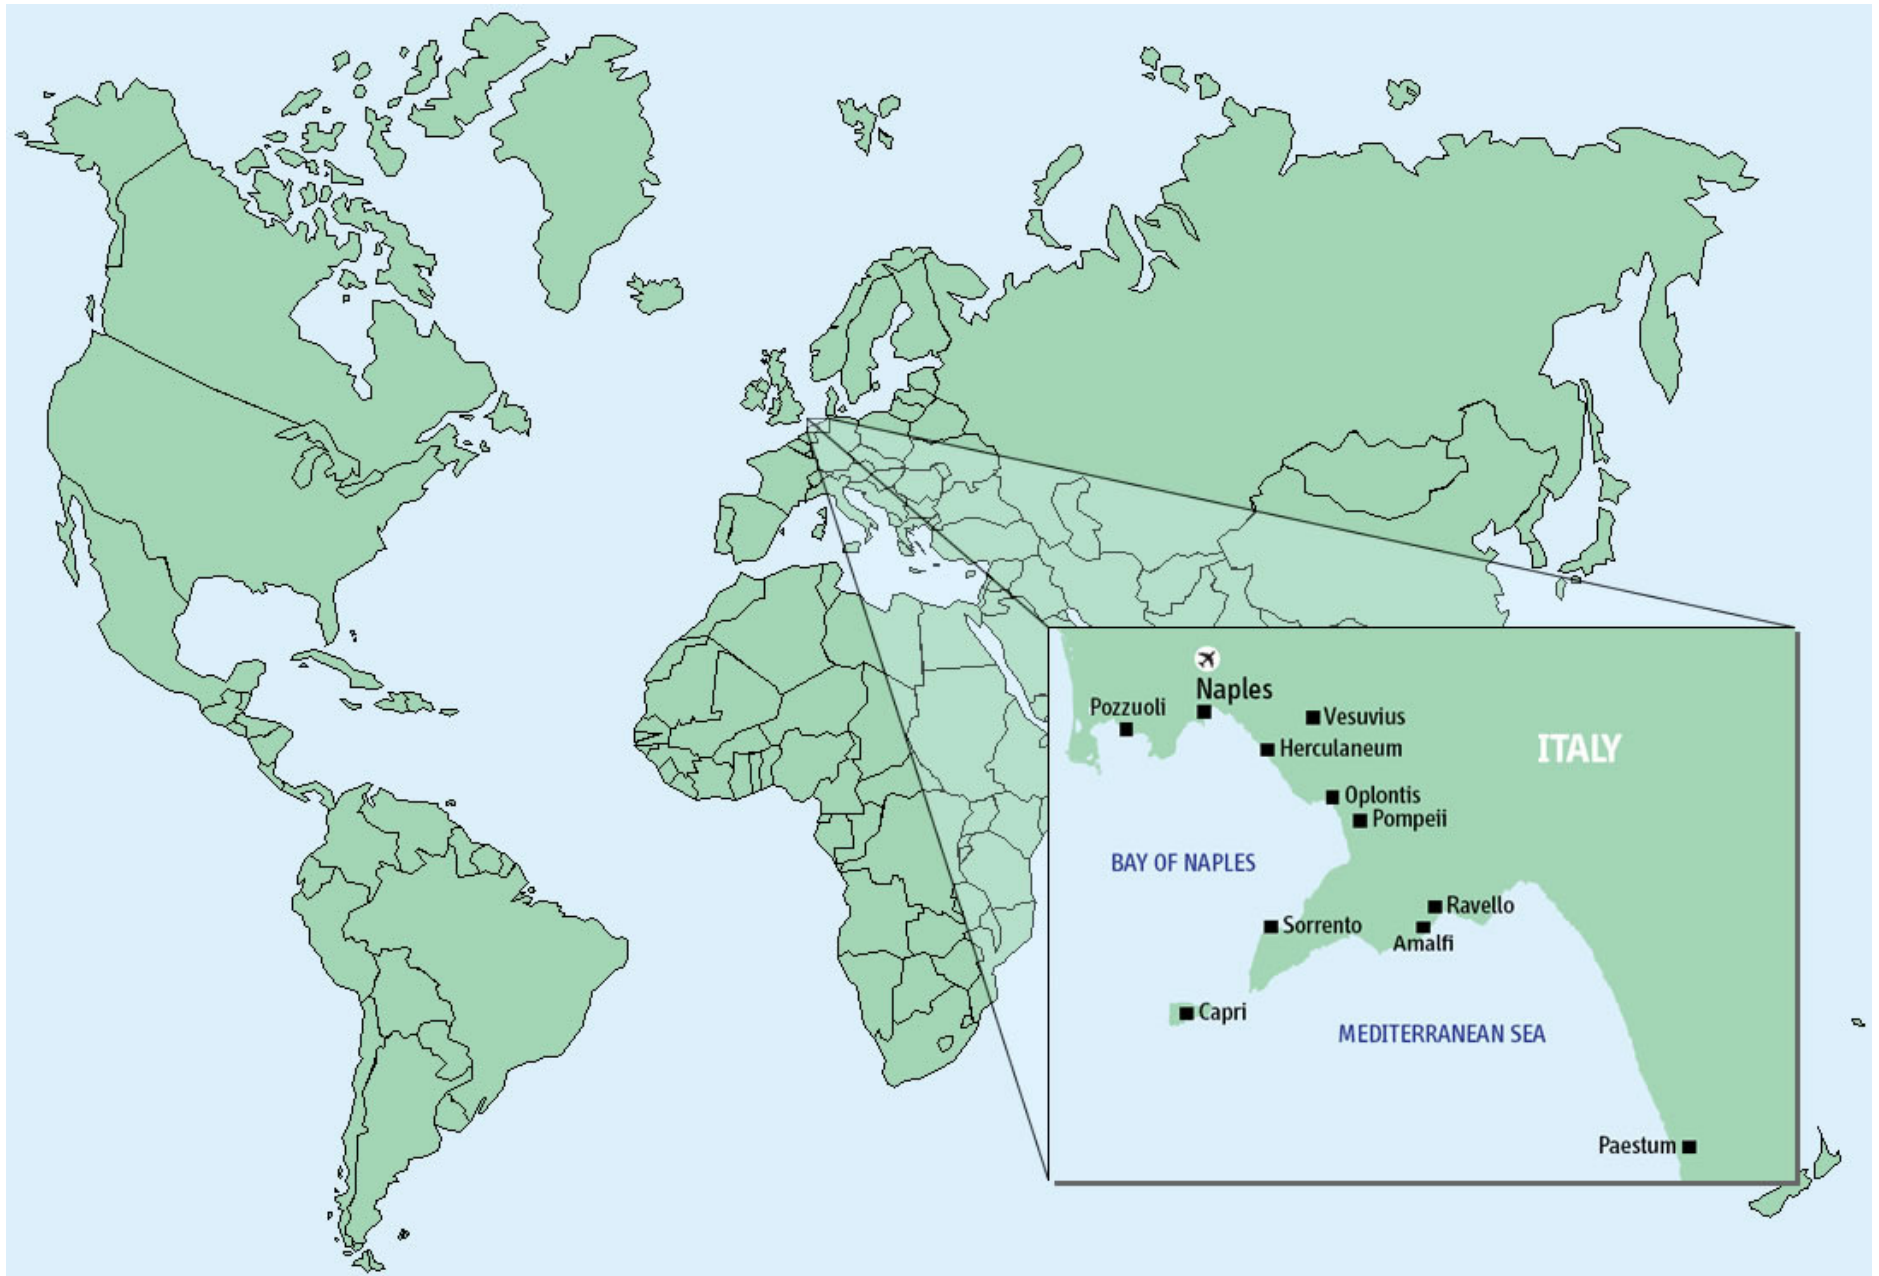 Naples
Pozzuoli
Vesuvius
Herculaneum
ITALY
Oplontis
Pompeii
BAY OF NAPLES
Ravello
Sorrento
Amalfi
Capri
MEDITERRANEAN SEA
Paestum